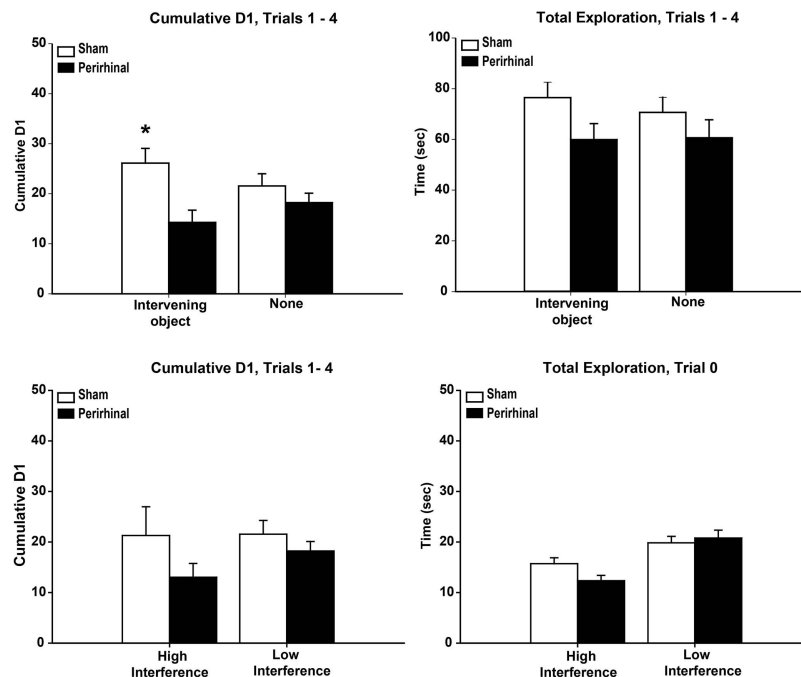 Cumulative D1, Trials 1 - 4
50
40
30
20
10
0
Cumulative D1
Sham
Perirhinal
*
Intervening
object
None
Total Exploration, Trials 1 - 4
100
80
60
40
20
0
Time (sec)
Sham
Perirhinal
Intervening
object
None
Cumulative D1, Trials 1- 4
50
40
30
20
10
0
Cumulative D1
Sham
Perirhinal
High
Interference
Low
Interference
Total Exploration, Trial 0
50
40
30
20
10
0
Time (sec)
Sham
Perirhinal
High
Interference
Low
Interference